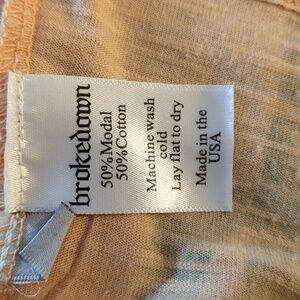 brokedown
50%Modal
50%Cotton
Machine wash
cold
Lay flat to dry
Made in the
USA